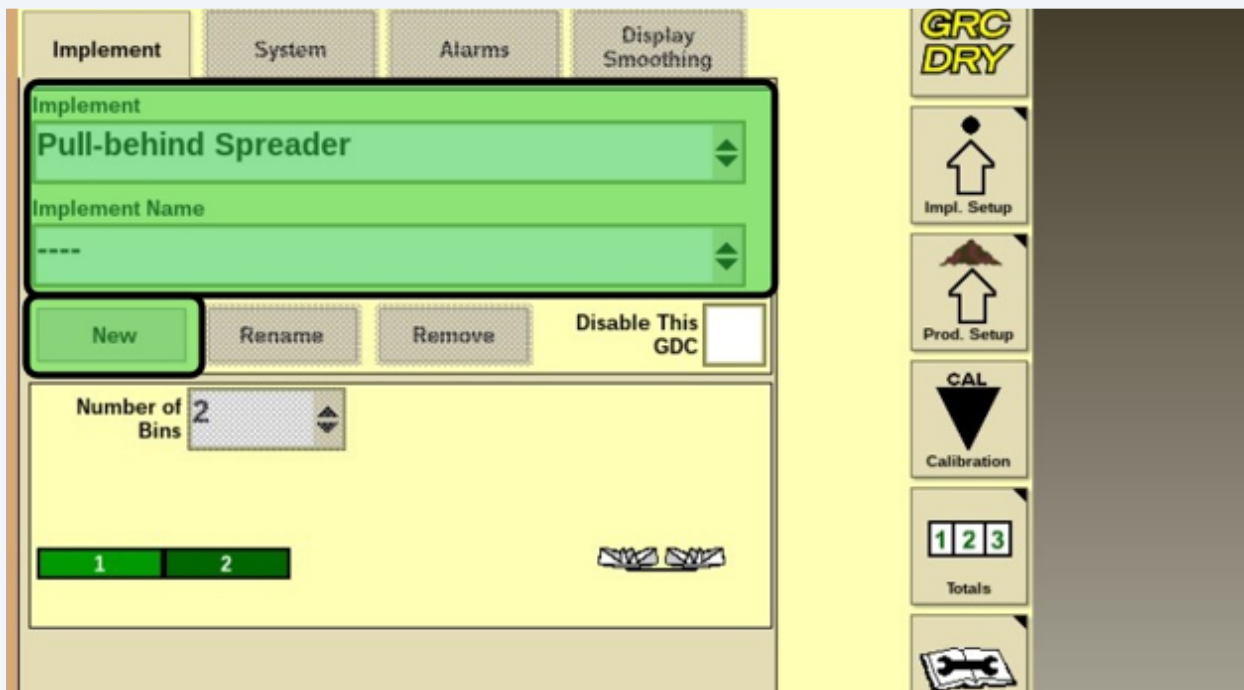 Implement
System
Alarms
Display
Smoothing
Implement
Pull-behind Spreader
Implement Name
----
New
Rename
Remove
Disable This
GDC
Number of
Bins
2
1
2
GRC
DRY
Impl. Setup
Prod. Setup
CAL
Calibration
1 2 3
Totals